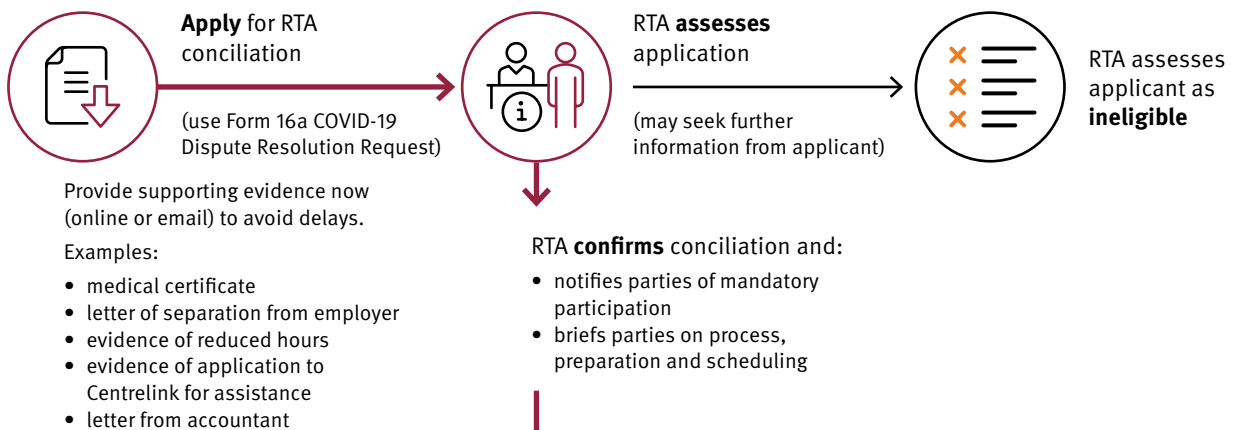 Apply for RTA
conciliation
(use Form 16a COVID-19
Dispute Resolution Request)
Provide supporting evidence now
(online or email) to avoid delays.
Examples:
• medical certificate
• letter of separation from employer
• evidence of reduced hours
• evidence of application to
Centrelink for assistance
• letter from accountant
i
RTA assesses
application
(may seek further
information from applicant)
RTA confirms conciliation and:
• notifies parties of mandatory
participation
• briefs parties on process,
preparation and scheduling
RTA assesses
applicant as
ineligible